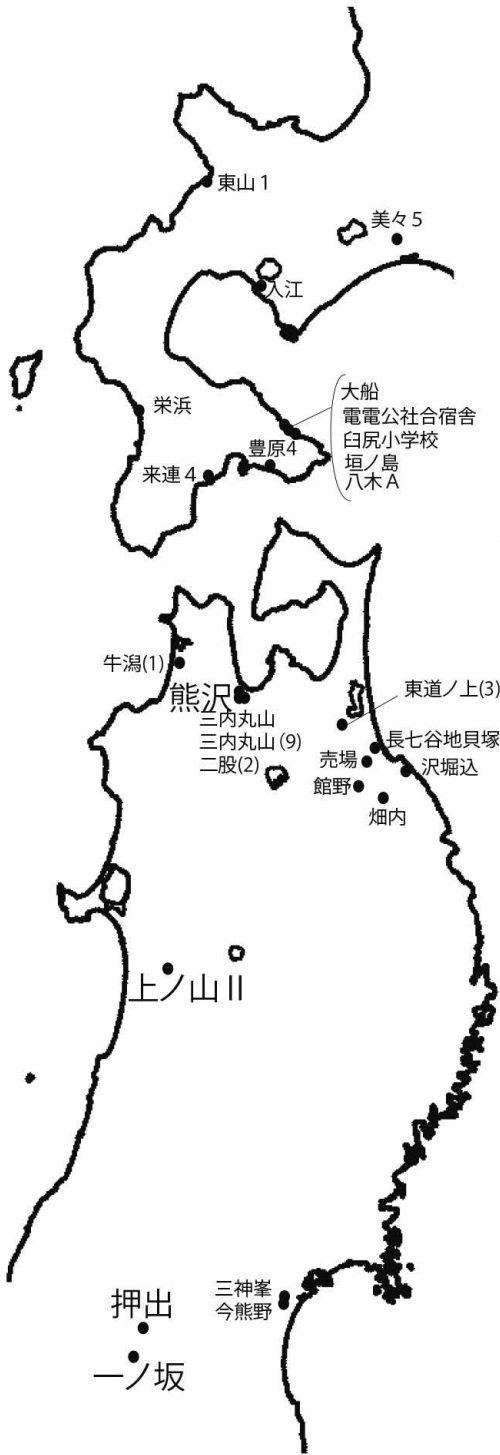 東山1
美々5
入江
大船
電電公社合宿舎
臼尻小学校
垣ノ島
八木A
栄浜
豊原4
来連4
牛潟(1)
熊沢
三内丸山
三内丸山(9)
二股(2)
東道ノ上(3)
長七谷地貝塚
売場
沢堀込
館野
畑内
上ノ山II
三神峯
今熊野
押出
一ノ坂